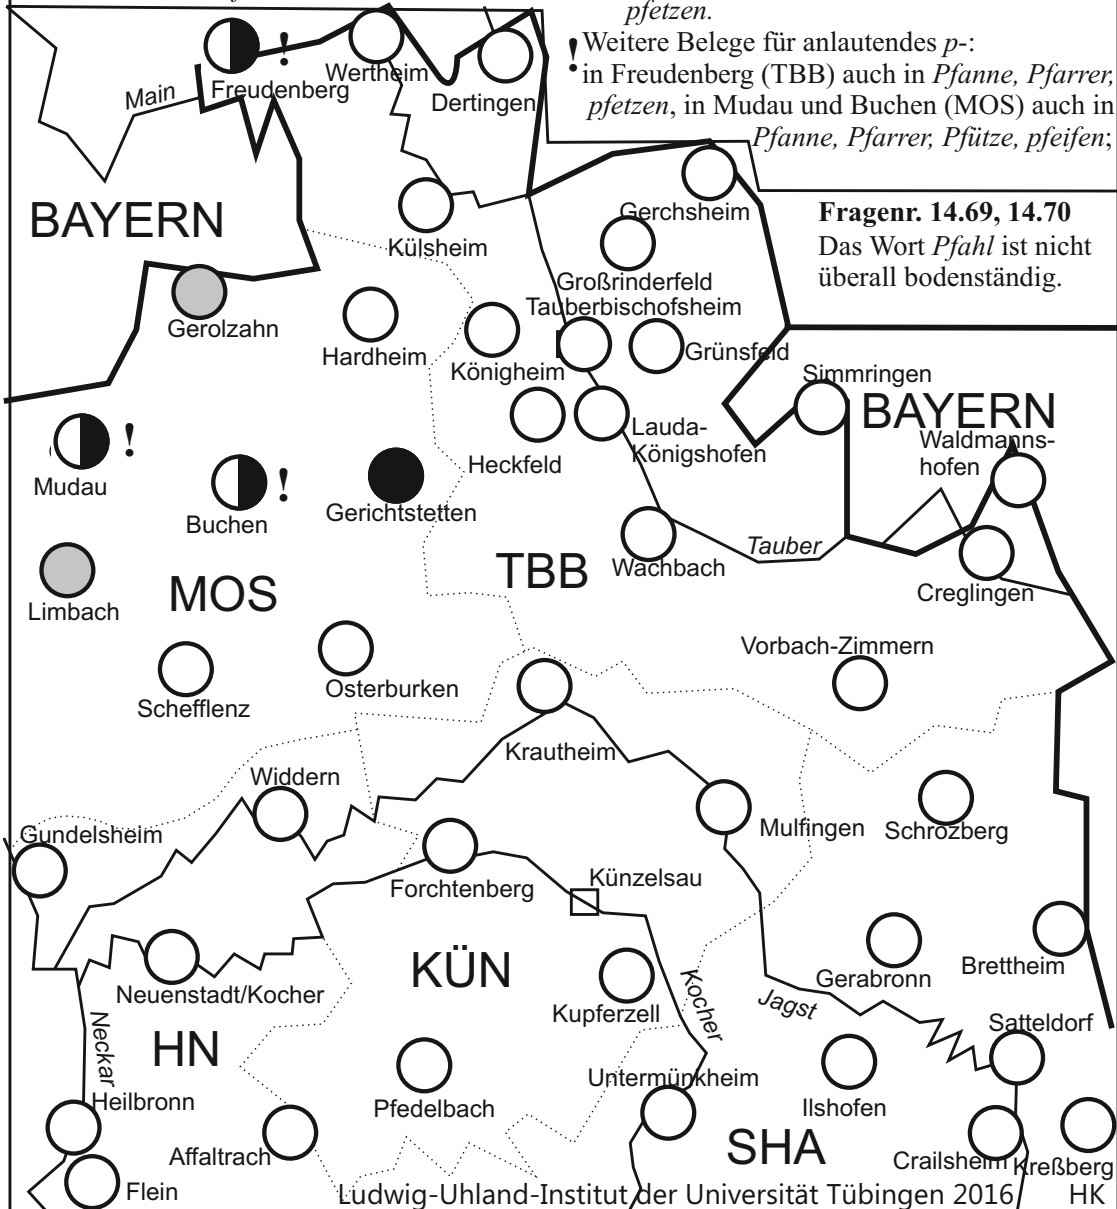 pfetzen.
! Weitere Belege für anlautendes p-:
in Freudenberg (TBB) auch in Pfanne, Pfarrer,
pfetzen, in Mudau und Buchen (MOS) auch in
Pfanne, Pfarrer, Pfütze, pfeifen;
Fragenr. 14.69, 14.70
Das Wort Pfahl ist nicht
überall bodenständig.
!
Freudenberg
Wertheim
Dertingen
Main
BAYERN
Külsheim
Gerchsheim
Großrinderfeld
Tauberbischofsheim
Gerolzahn
Hardheim
Königheim
Grünsfeld
Simmringen
BAYERN
Lauda-
Königshofen
Waldmanns-
hofen
!
Mudau
!
Buchen
Gerichtstetten
Heckfeld
Tauber
Wachbach
TBB
Creglingen
Limbach
MOS
Schefflenz
Osterburken
Vorbach-Zimmern
Krautheim
Widdern
Gundelsheim
Mulfingen
Schrozberg
Forchtenberg
Künzelsau
KÜN
Neuenstadt/Kocher
Kupferzell
Kocher
Jagst
Gerabronn
Brettheim
HN
Neckar
Satteldorf
Heilbronn
Pfedelbach
Untermünkheim
Ilshofen
Affaltrach
SHA
Crailsheim
Kreßberg
Flein
Ludwig-Uhland-Institut der Universität Tübingen 2016 HK